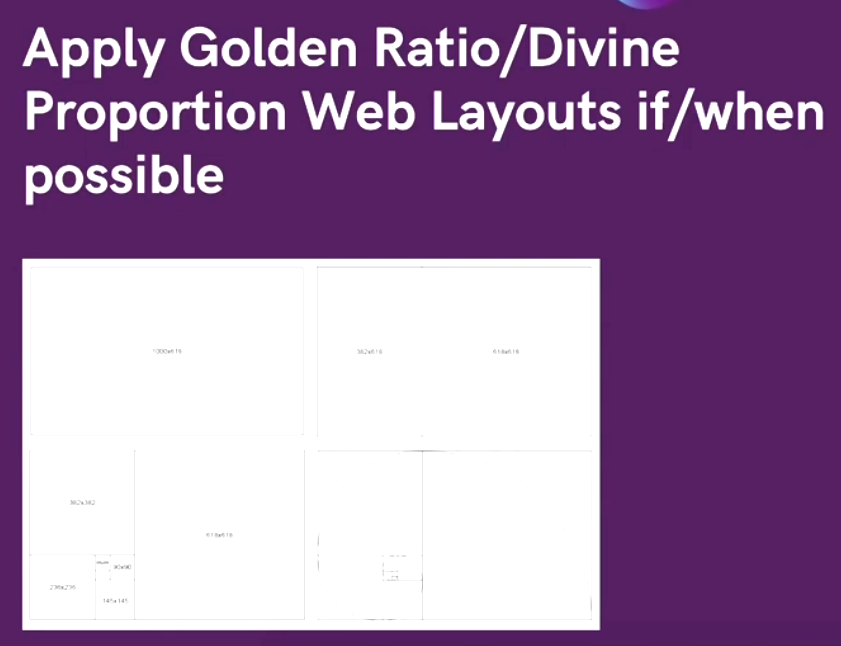 Apply Golden Ratio/Divine
Proportion Web Layouts if/when
possible
1000x618
382x618
618x618
382x382
618x618
90x90
236x236
145x145